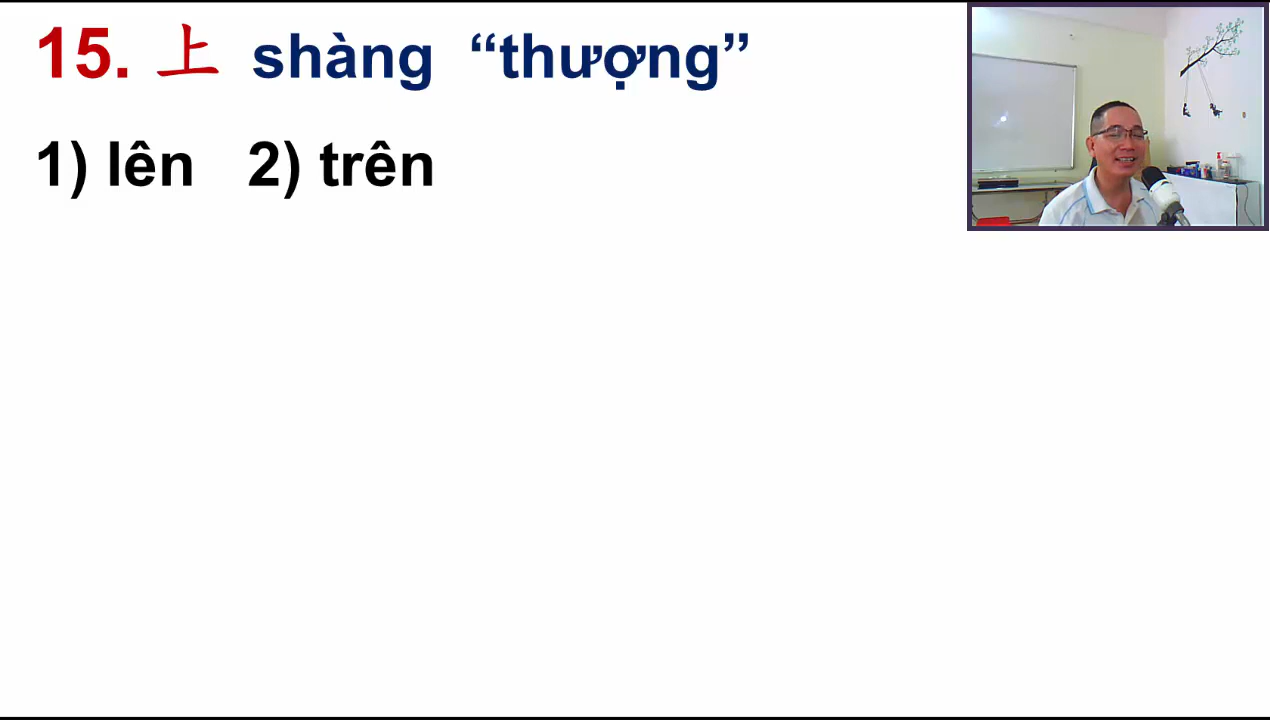 15. 上 shàng “thượng”
1) lên 2) trên